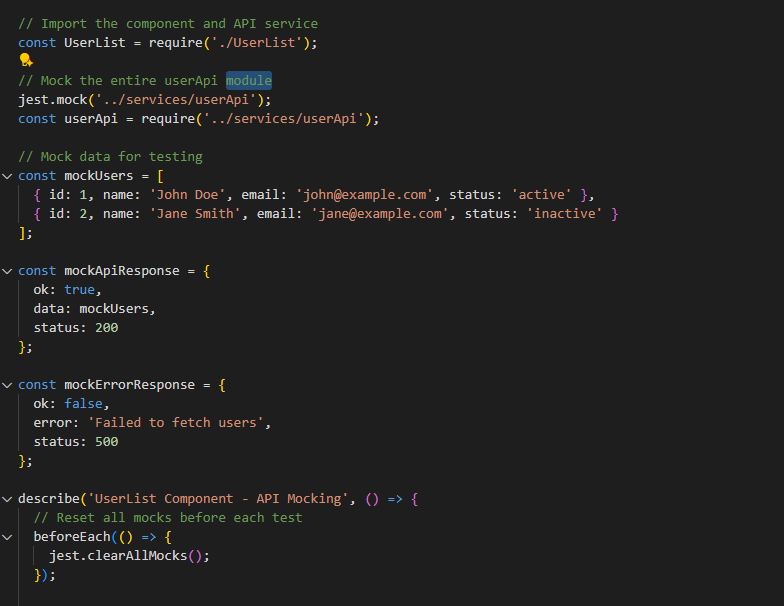 // Import the component and API service
const UserList = require('./UserList');
// Mock the entire userApi module
jest.mock('../services/userApi');
const userApi = require('../services/userApi');
// Mock data for testing
const mockUsers = [
{ id: 1, name: 'John Doe', email: 'john@example.com', status: 'active' },
{ id: 2, name: 'Jane Smith', email: 'jane@example.com', status: 'inactive' }
];
const mockApiResponse = {
ok: true,
data: mockUsers,
status: 200
};
const mockErrorResponse = {
ok: false,
error: 'Failed to fetch users',
status: 500
};
describe('UserList Component - API Mocking', () => {
// Reset all mocks before each test
beforeEach(() => {
jest.clearAllMocks();
});